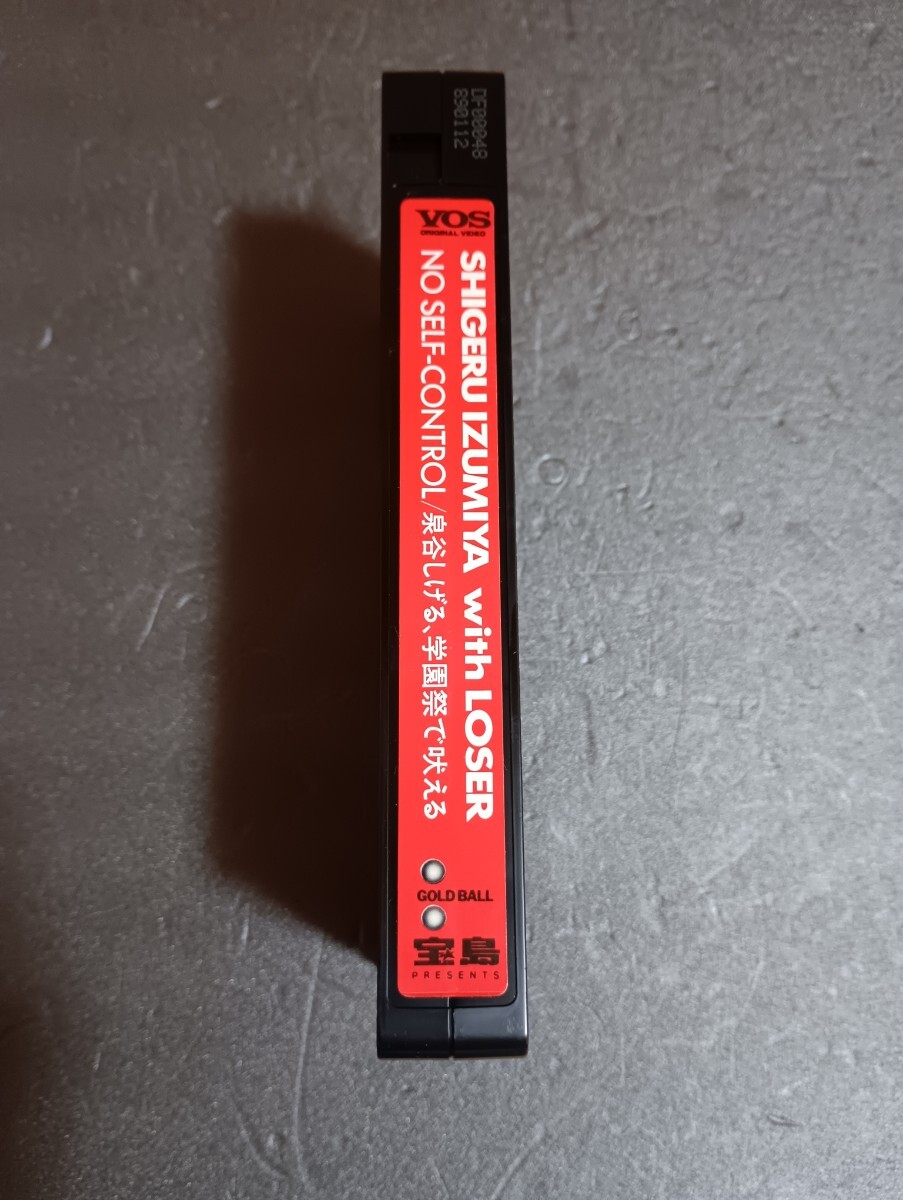 DF000048
890112
VOS
ORIGINAL VIDEO
SHIGERU IZUMIYA with LOSER
NO SELF-CONTROL/泉谷しげる、学園祭で吠える
GOLD BALL
宝島
PRESENTS